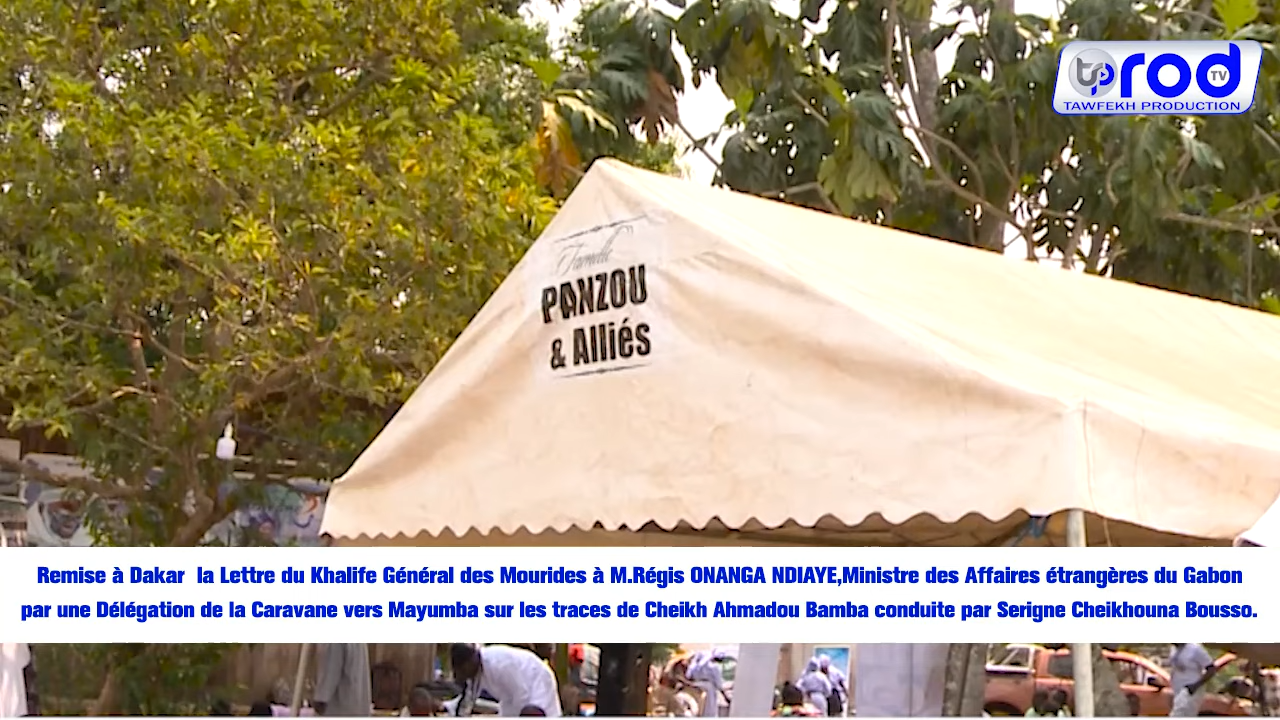 tprod TV
TAWFEKH PRODUCTION
Famille
PANZOU
& Alliés
Remise à Dakar  la Lettre du Khalife Général des Mourides à M.Régis ONANGA NDIAYE,Ministre des Affaires étrangères du Gabon
par une Délégation de la Caravane vers Mayumba sur les traces de Cheikh Ahmadou Bamba conduite par Serigne Cheikhouna Bousso.